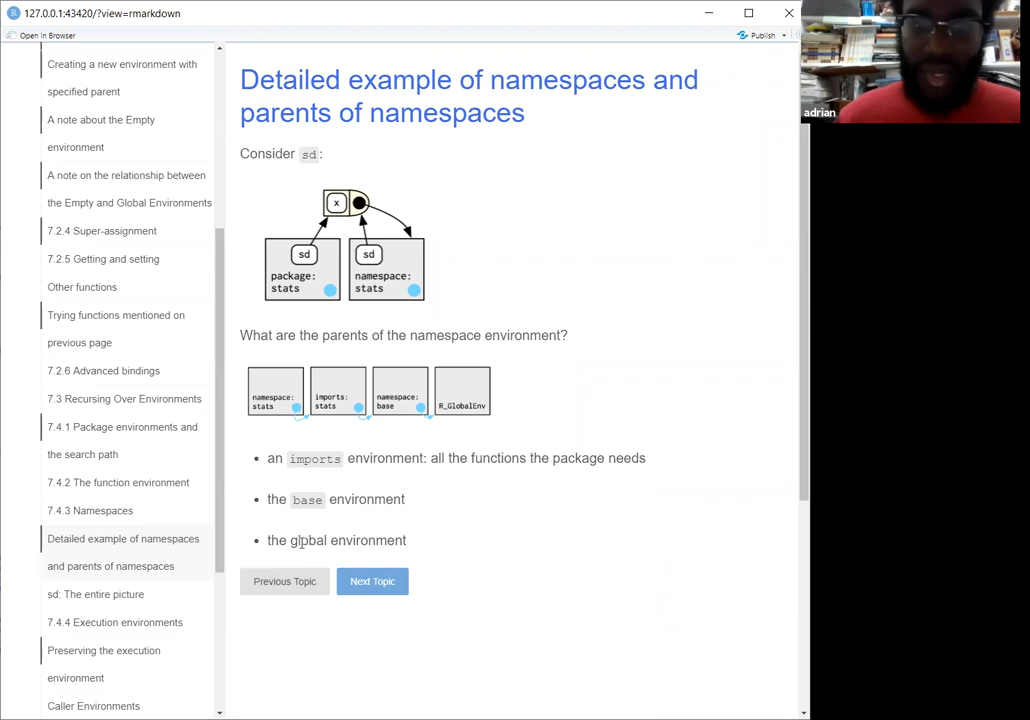 127.0.0.1:43420/?view=rmarkdown
Open in Browser
Publish
adrian
Creating a new environment with
specified parent
A note about the Empty
environment
A note on the relationship between
the Empty and Global Environments
7.2.4 Super-assignment
7.2.5 Getting and setting
Other functions
Trying functions mentioned on
previous page
7.2.6 Advanced bindings
7.3 Recursing Over Environments
7.4.1 Package environments and
the search path
7.4.2 The function environment
7.4.3 Namespaces
Detailed example of namespaces
and parents of namespaces
sd: The entire picture
7.4.4 Execution environments
Preserving the execution
environment
Caller Environments
Detailed example of namespaces and
parents of namespaces
Consider sd:
x
sd
package:
stats
sd
namespace:
stats
What are the parents of the namespace environment?
namespace:
stats
imports:
stats
namespace:
base
R_GlobalEnv
• an imports environment: all the functions the package needs
• the base environment
• the global environment
Previous Topic
Next Topic